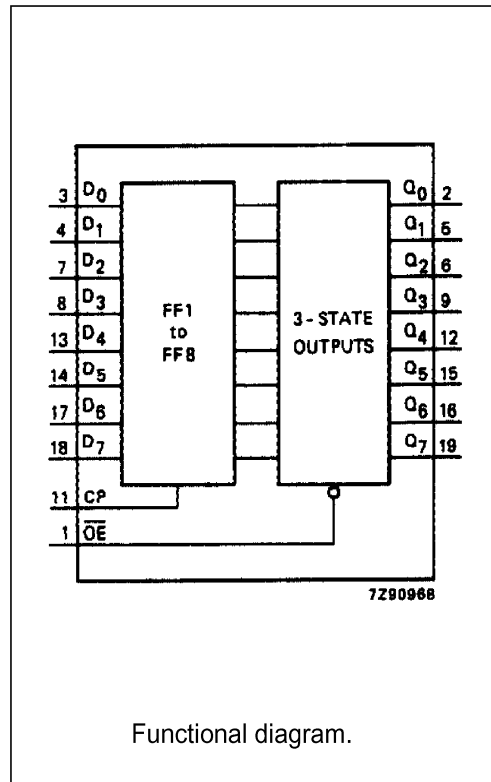 3 D0 Q0 2
4 D1 Q1 5
7 D2 Q2 6
8 D3 Q3 9
13 D4 Q4 12
14 D5 Q5 15
17 D6 Q6 16
18 D7 Q7 19
FF1
to
FF8
3-STATE
OUTPUTS
11 CP
1 O̅E̅
7Z90968
Functional diagram.